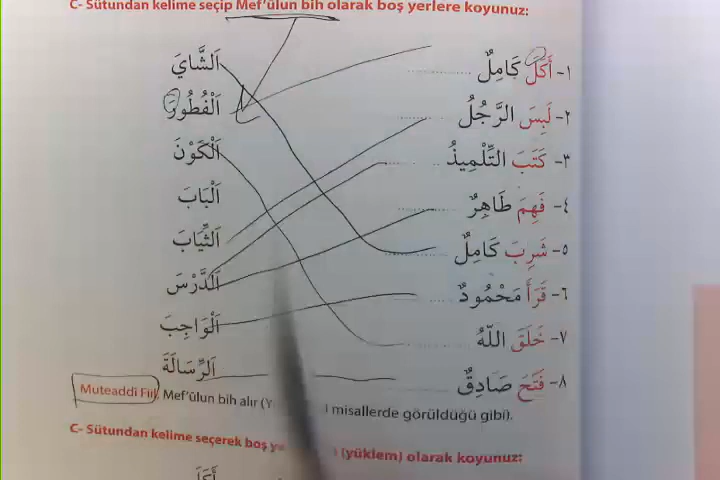 C- Sütundan kelime seçip Mef'ûlun bih olarak boş yerlere koyunuz:
١- أَكَلَ كَامِلٌ ............ اَلشَّايَ
٢- لَبِسَ الرَّجُلُ ............ اَلْفُطُورَ
٣- كَتَبَ التِّلْمِيذُ ............ اَلْكَوْنَ
٤- فَهِمَ طَاهِرٌ ............ اَلْبَابَ
٥- شَرِبَ كَامِلٌ ............ اَلثِّيَابَ
٦- قَرَأَ مَحْمُودٌ ............ اَلدَّرْسَ
٧- خَلَقَ اللّٰهُ ............ اَلْوَاجِبَ
٨- فَتَحَ صَادِقٌ ............ اَلرِّسَالَةَ
Muteaddi Fiil, Mef'ûlun bih alır ( misallerde görüldüğü gibi).
C- Sütundan kelime seçerek boş (yüklem) olarak koyunuz: